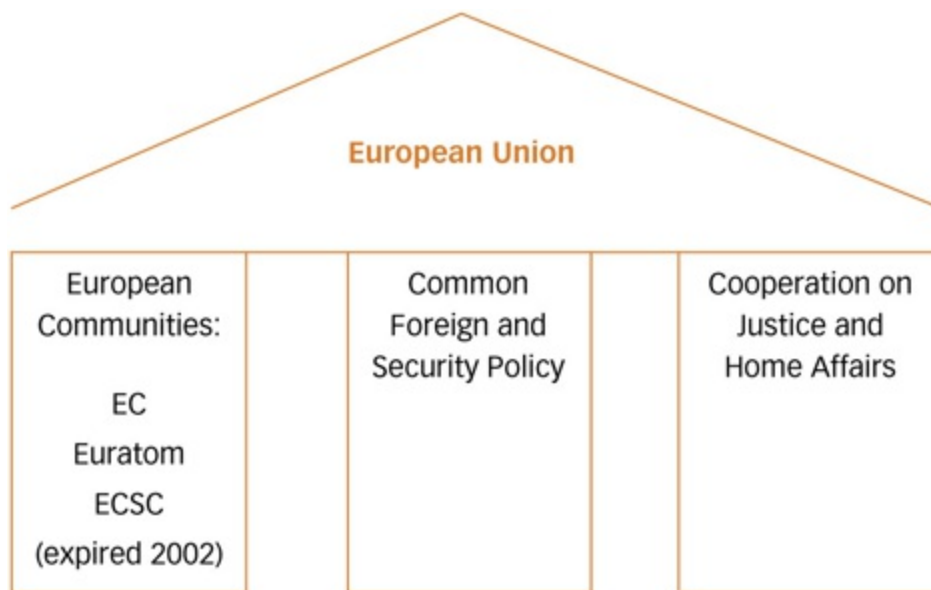 European Union
European
Communities:
EC
Euratom
ECSC
(expired 2002)
Common
Foreign and
Security Policy
Cooperation on
Justice and
Home Affairs